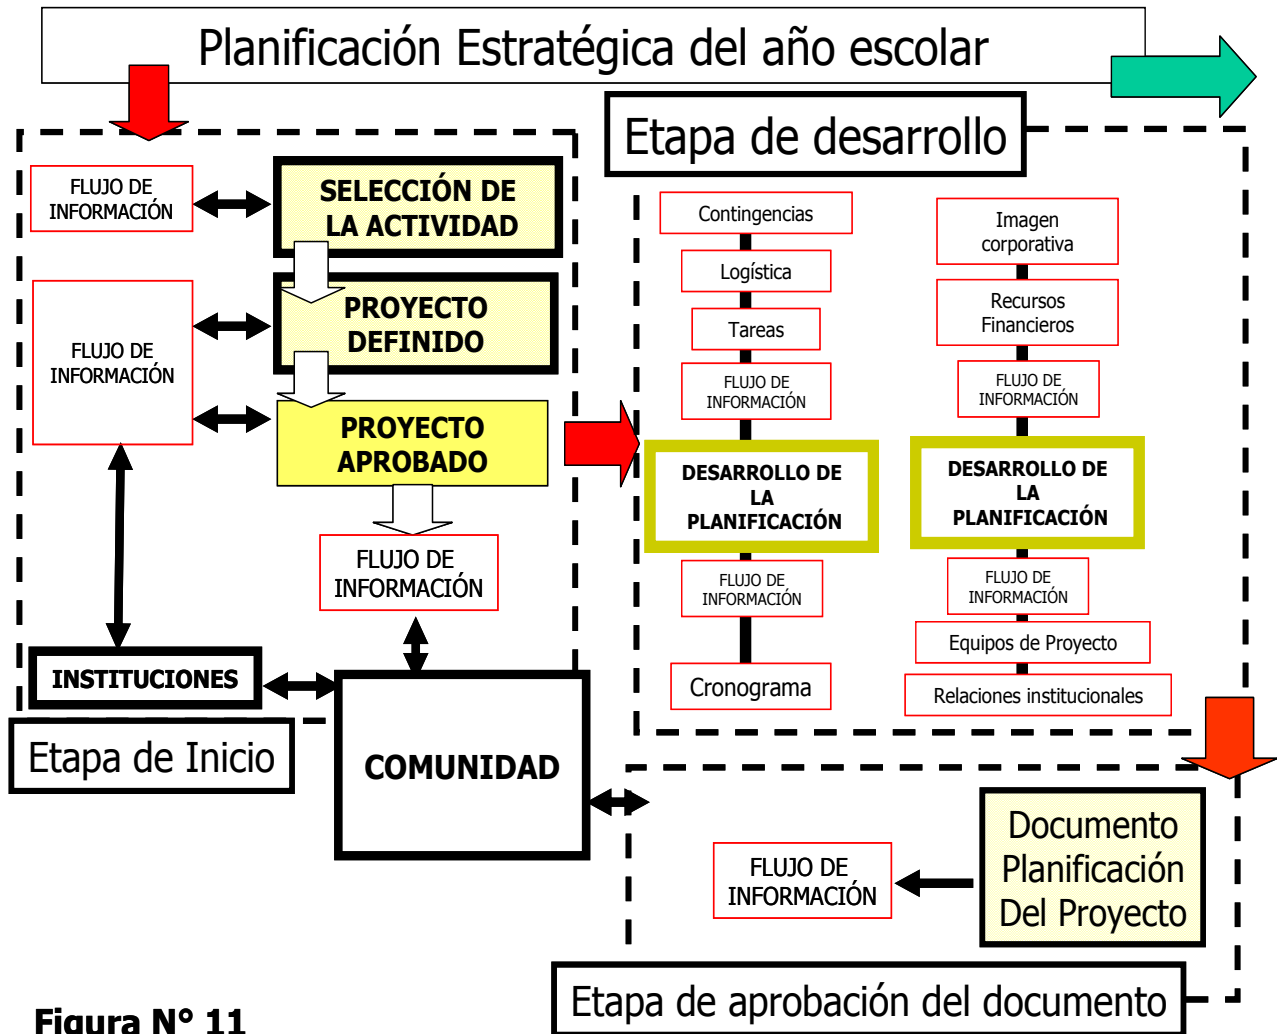 Planificación Estratégica del año escolar
FLUJO DE
INFORMACIÓN
SELECCIÓN DE
LA ACTIVIDAD
FLUJO DE
INFORMACIÓN
PROYECTO
DEFINIDO
PROYECTO
APROBADO
FLUJO DE
INFORMACIÓN
INSTITUCIONES
Etapa de Inicio
COMUNIDAD
Etapa de desarrollo
Contingencias
Logística
Tareas
FLUJO DE
INFORMACIÓN
DESARROLLO DE
LA
PLANIFICACIÓN
FLUJO DE
INFORMACIÓN
Cronograma
Imagen
corporativa
Recursos
Financieros
FLUJO DE
INFORMACIÓN
DESARROLLO DE
LA
PLANIFICACIÓN
FLUJO DE
INFORMACIÓN
Equipos de Proyecto
Relaciones institucionales
Documento
Planificación
Del Proyecto
FLUJO DE
INFORMACIÓN
Etapa de aprobación del documento
Figura N° 11